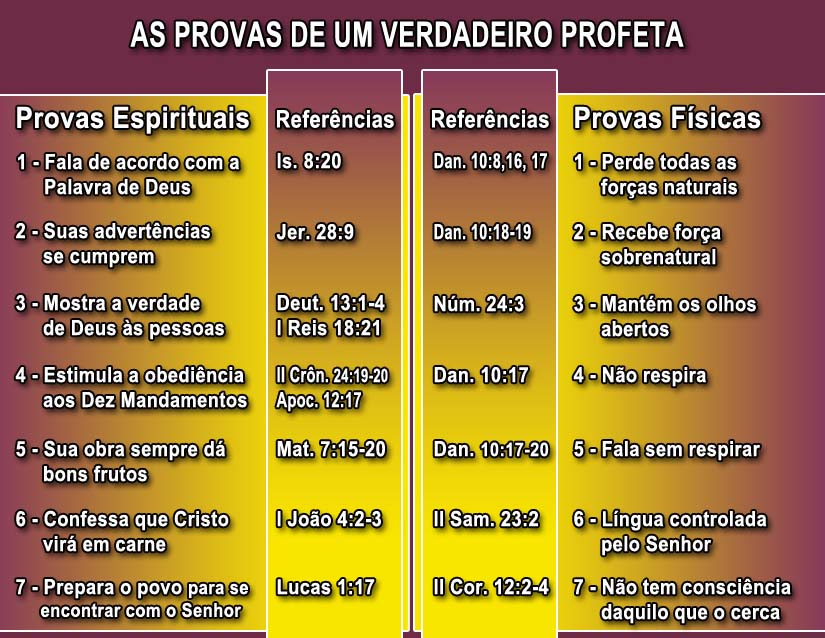 AS PROVAS DE UM VERDADEIRO PROFETA
Provas Espirituais Referências Referências Provas Físicas
1 - Fala de acordo com a Is. 8:20 Dan. 10:8,16, 17 1 - Perde todas as
Palavra de Deus forças naturais
2 - Suas advertências Jer. 28:9 Dan. 10:18-19 2 - Recebe força
se cumprem sobrenatural
3 - Mostra a verdade Deut. 13:1-4 Núm. 24:3 3 - Mantém os olhos
de Deus às pessoas I Reis 18:21 abertos
4 - Estimula a obediência II Crôn. 24:19-20 Dan. 10:17 4 - Não respira
aos Dez Mandamentos Apoc. 12:17
5 - Sua obra sempre dá Mat. 7:15-20 Dan. 10:17-20 5 - Fala sem respirar
bons frutos
6 - Confessa que Cristo I João 4:2-3 II Sam. 23:2 6 - Língua controlada
virá em carne pelo Senhor
7 - Prepara o povo para se Lucas 1:17 II Cor. 12:2-4 7 - Não tem consciência
encontrar com o Senhor daquilo que o cerca